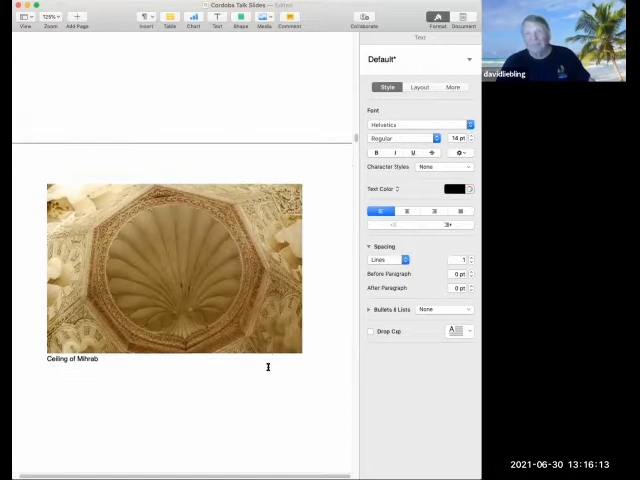 Cordoba Talk Slides — Edited
125%
View Zoom Add Page Insert Table Chart Text Shape Media Comment Collaborate Format Document
Text
Default*
Style Layout More
Font
Helvetica
Regular 14 pt
B I U S
Character Styles None
Text Color
Spacing
Lines 1
Before Paragraph 0 pt
After Paragraph 0 pt
Bullets & Lists None
Drop Cap
Ceiling of Mihrab
davidliebling
2021-06-30 13:16:13